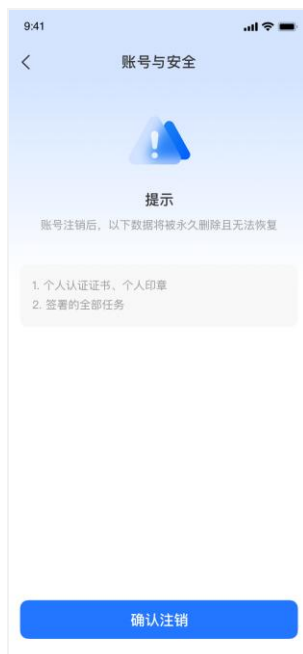 9:41
账号与安全
提示
账号注销后，以下数据将被永久删除且无法恢复
1. 个人认证证书、个人印章
2. 签署的全部任务
确认注销